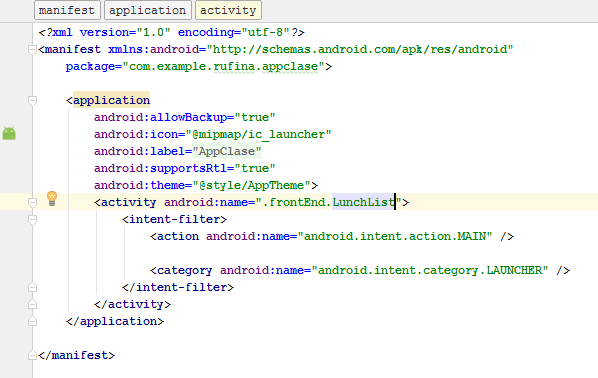 manifest application activity
<?xml version="1.0" encoding="utf-8"?>
<manifest xmlns:android="http://schemas.android.com/apk/res/android"
    package="com.example.rufina.appclase">

    <application
        android:allowBackup="true"
        android:icon="@mipmap/ic_launcher"
        android:label="AppClase"
        android:supportsRtl="true"
        android:theme="@style/AppTheme">
        <activity android:name=".frontEnd.LunchList">
            <intent-filter>
                <action android:name="android.intent.action.MAIN" />

                <category android:name="android.intent.category.LAUNCHER" />
            </intent-filter>
        </activity>
    </application>

</manifest>